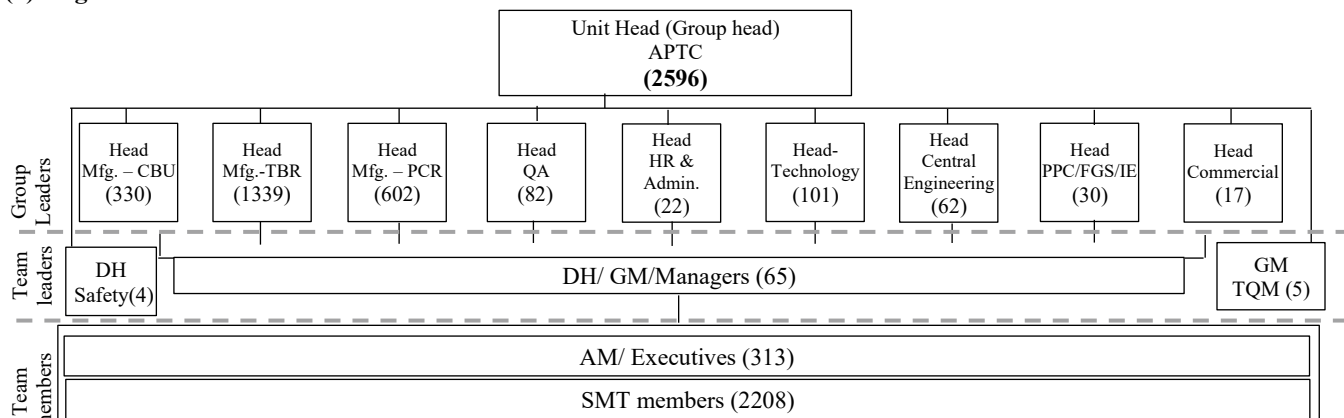 Unit Head (Group head)
APTC
(2596)
Group
Leaders
Head
Mfg. – CBU
(330)
Head
Mfg.-TBR
(1339)
Head
Mfg. – PCR
(602)
Head
QA
(82)
Head
HR &
Admin.
(22)
Head-
Technology
(101)
Head
Central
Engineering
(62)
Head
PPC/FGS/IE
(30)
Head
Commercial
(17)
Team
leaders
DH
Safety(4)
DH/ GM/Managers (65)
GM
TQM (5)
Team
AM/ Executives (313)
SMT members (2208)